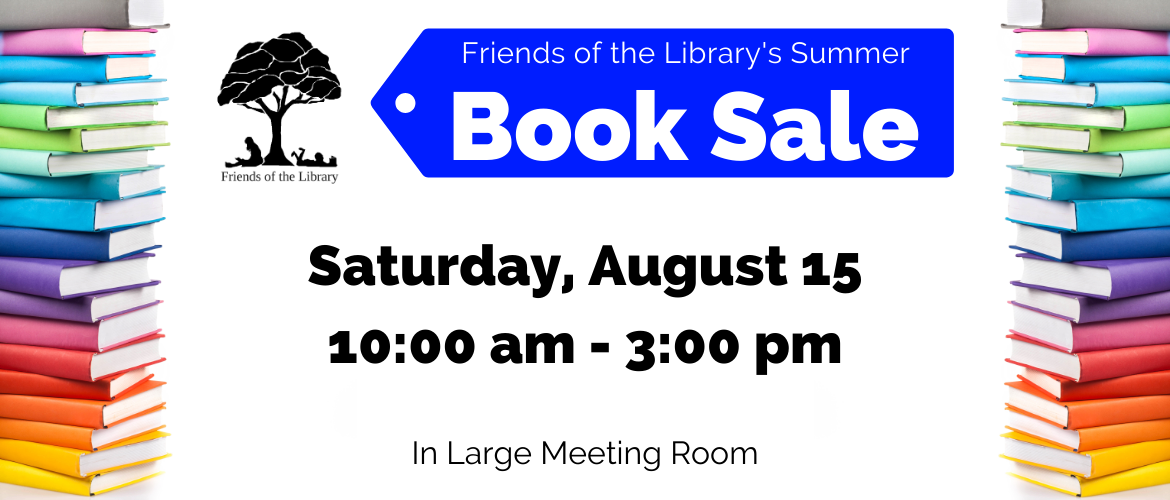 Friends of the Library's Summer
Book Sale
Friends of the Library
Saturday, August 15
10:00 am - 3:00 pm
In Large Meeting Room